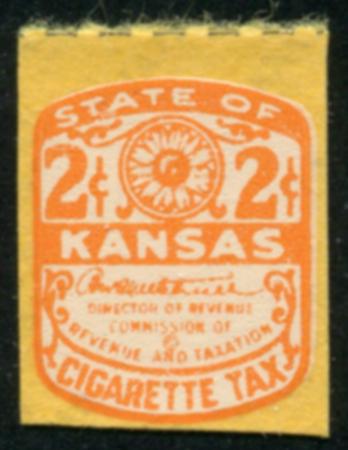 STATE OF
2¢ 2¢
KANSAS
DIRECTOR OF REVENUE
COMMISSION OF
REVENUE AND TAXATION
CIGARETTE TAX